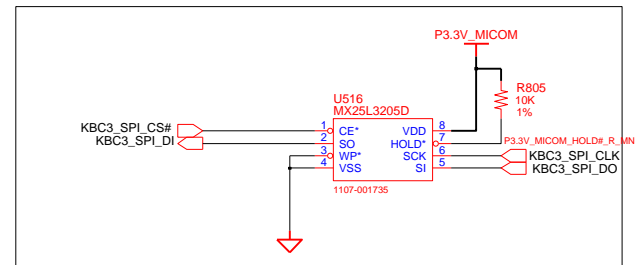 P3.3V_MICOM
R805
10K
1%
U516
MX25L3205D
KBC3_SPI_CS# 1 CE* VDD 8
KBC3_SPI_DI 2 SO HOLD* 7 P3.3V_MICOM_HOLD#_R_MN
3 WP* SCK 6 KBC3_SPI_CLK
4 VSS SI 5 KBC3_SPI_DO
1107-001735